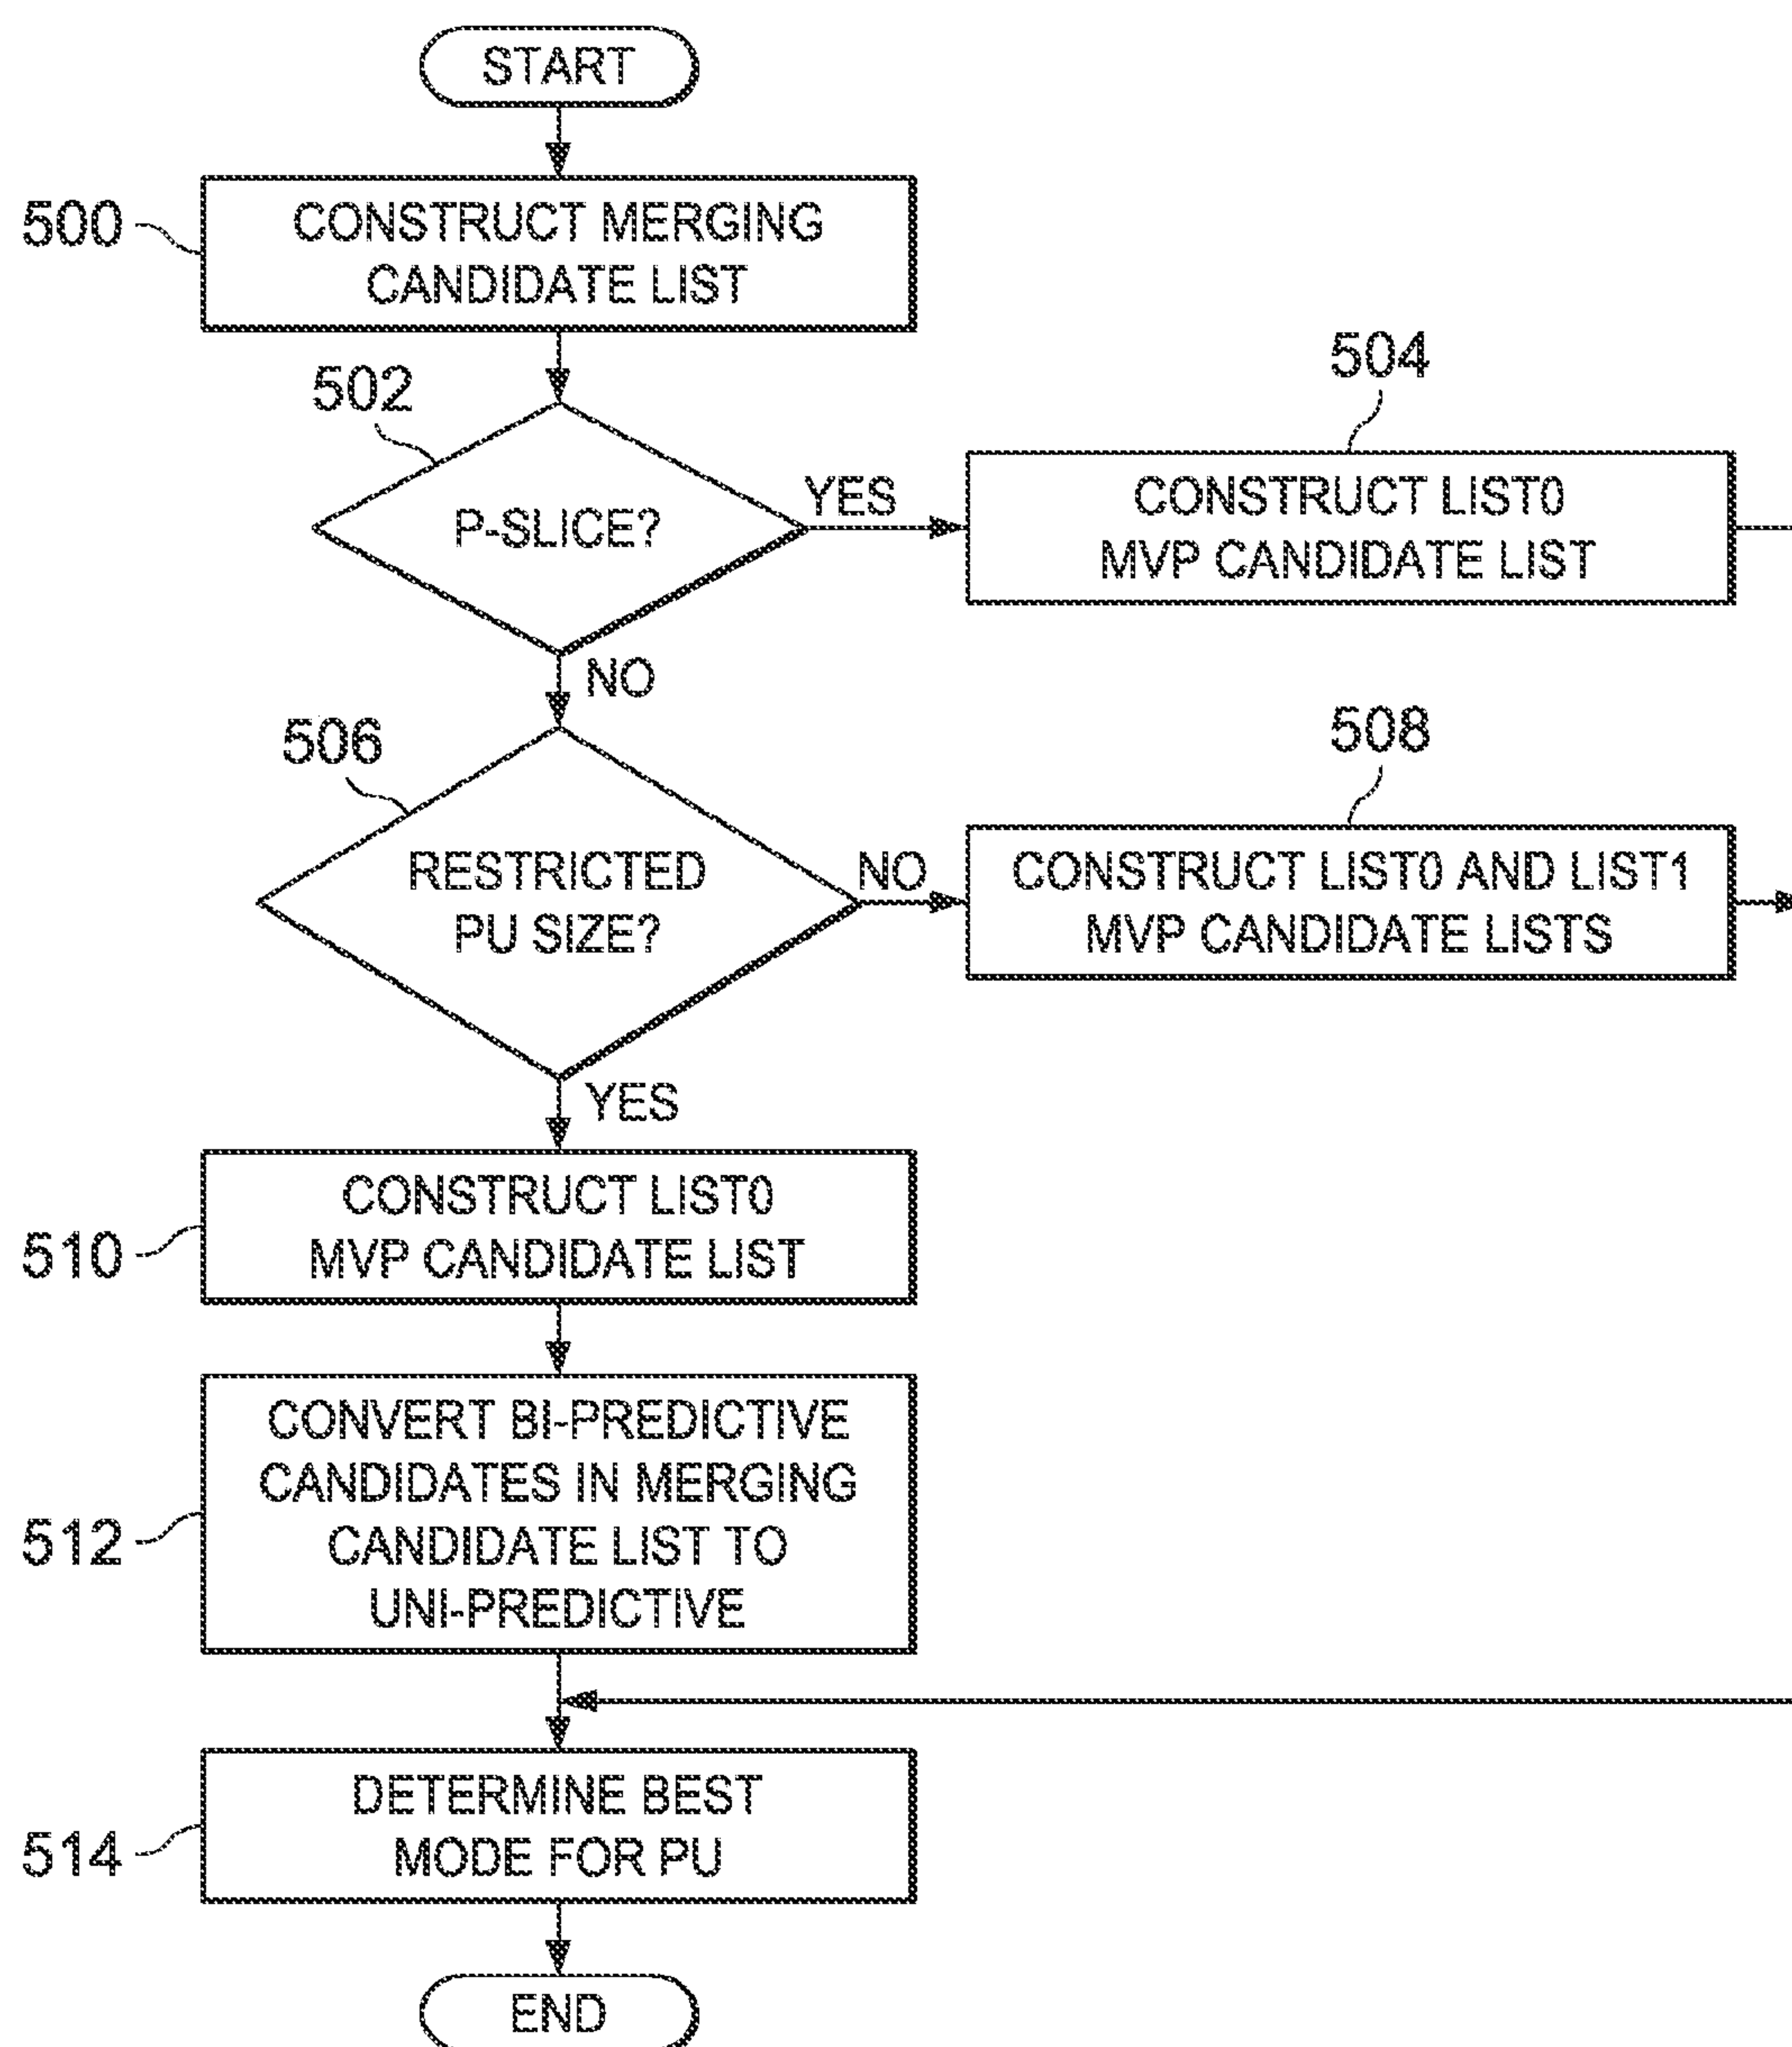 START
500
CONSTRUCT MERGING
CANDIDATE LIST
502
P-SLICE?
YES
504
CONSTRUCT LIST0
MVP CANDIDATE LIST
NO
506
RESTRICTED
PU SIZE?
NO
508
CONSTRUCT LIST0 AND LIST1
MVP CANDIDATE LISTS
YES
510
CONSTRUCT LIST0
MVP CANDIDATE LIST
512
CONVERT BI-PREDICTIVE
CANDIDATES IN MERGING
CANDIDATE LIST TO
UNI-PREDICTIVE
514
DETERMINE BEST
MODE FOR PU
END